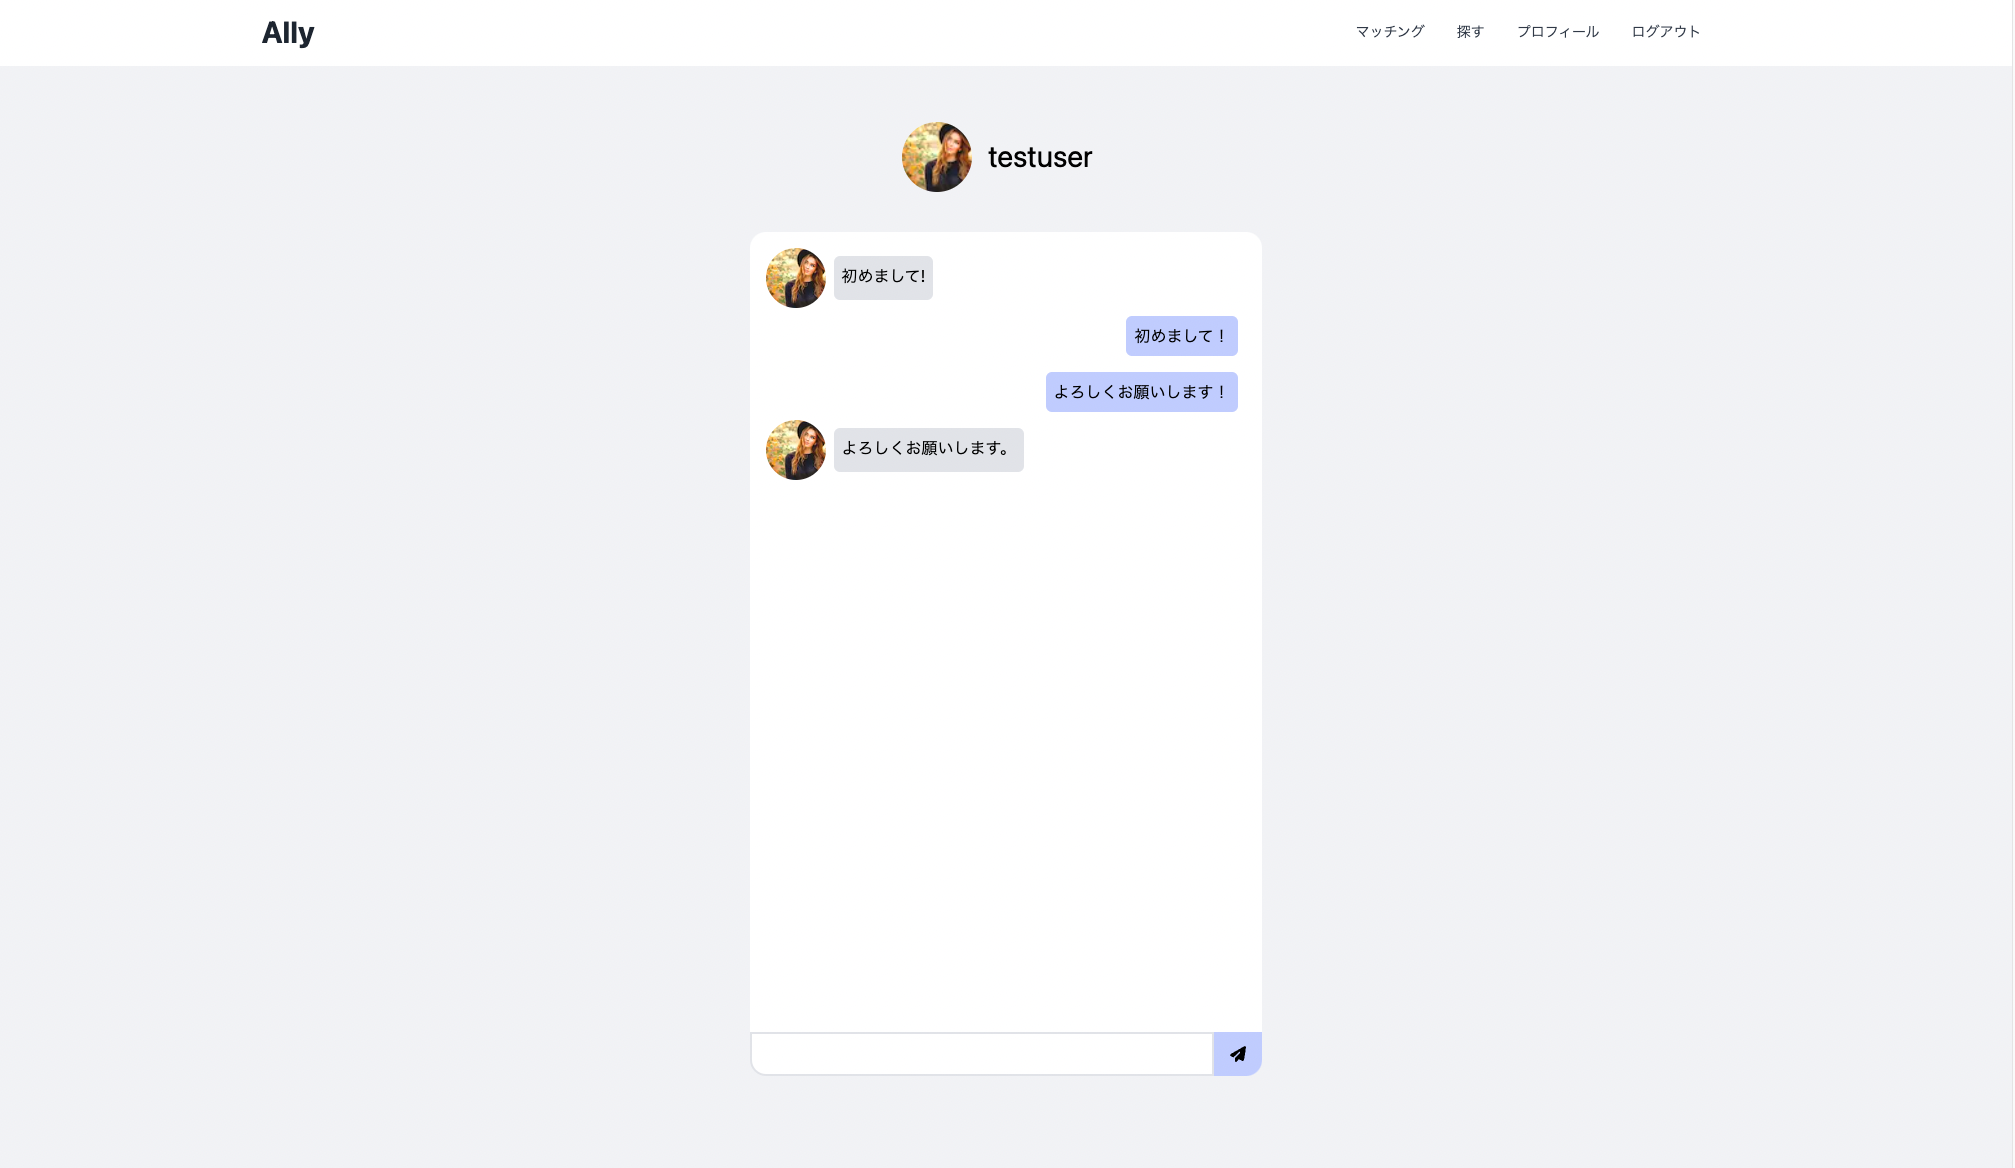 Ally
マッチング 探す プロフィール ログアウト
testuser
初めまして!
初めまして！
よろしくお願いします！
よろしくお願いします。